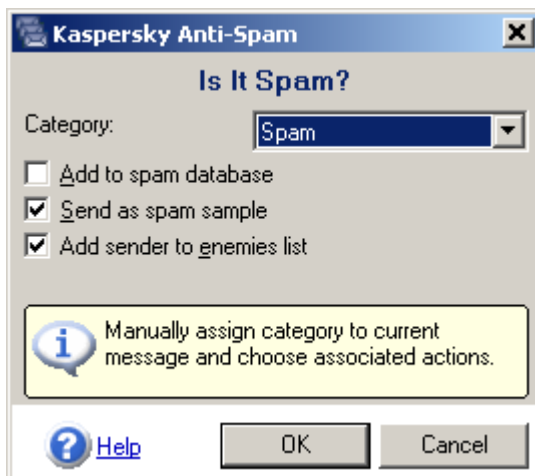 Kaspersky Anti-Spam
Is It Spam?
Category:
Spam
Add to spam database
Send as spam sample
Add sender to enemies list
Manually assign category to current
message and choose associated actions.
Help
OK
Cancel